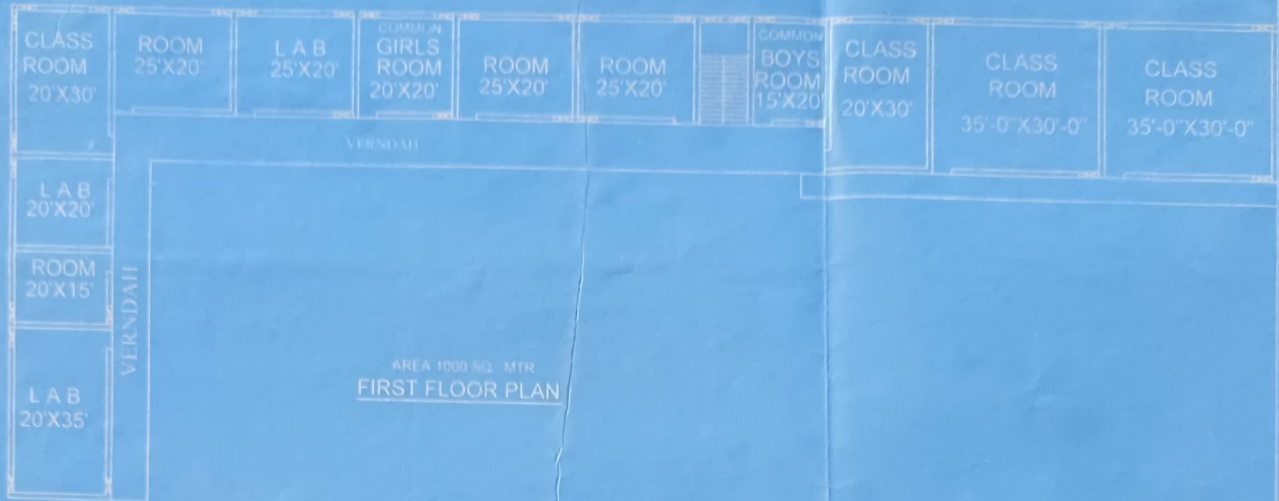 CLASS
ROOM
20'X30'
ROOM
25'X20'
L A B
25'X20'
COMMON
GIRLS
ROOM
20'X20'
ROOM
25'X20'
ROOM
25'X20'
COMMON
BOYS
ROOM
15'X20'
CLASS
ROOM
20'X30'
CLASS
ROOM
35'-0"X30'-0"
CLASS
ROOM
35'-0"X30'-0"
VERNDAH
L A B
20'X20'
ROOM
20'X15'
VERNDAH
L A B
20'X35'
AREA 1000 SQ. MTR
FIRST FLOOR PLAN